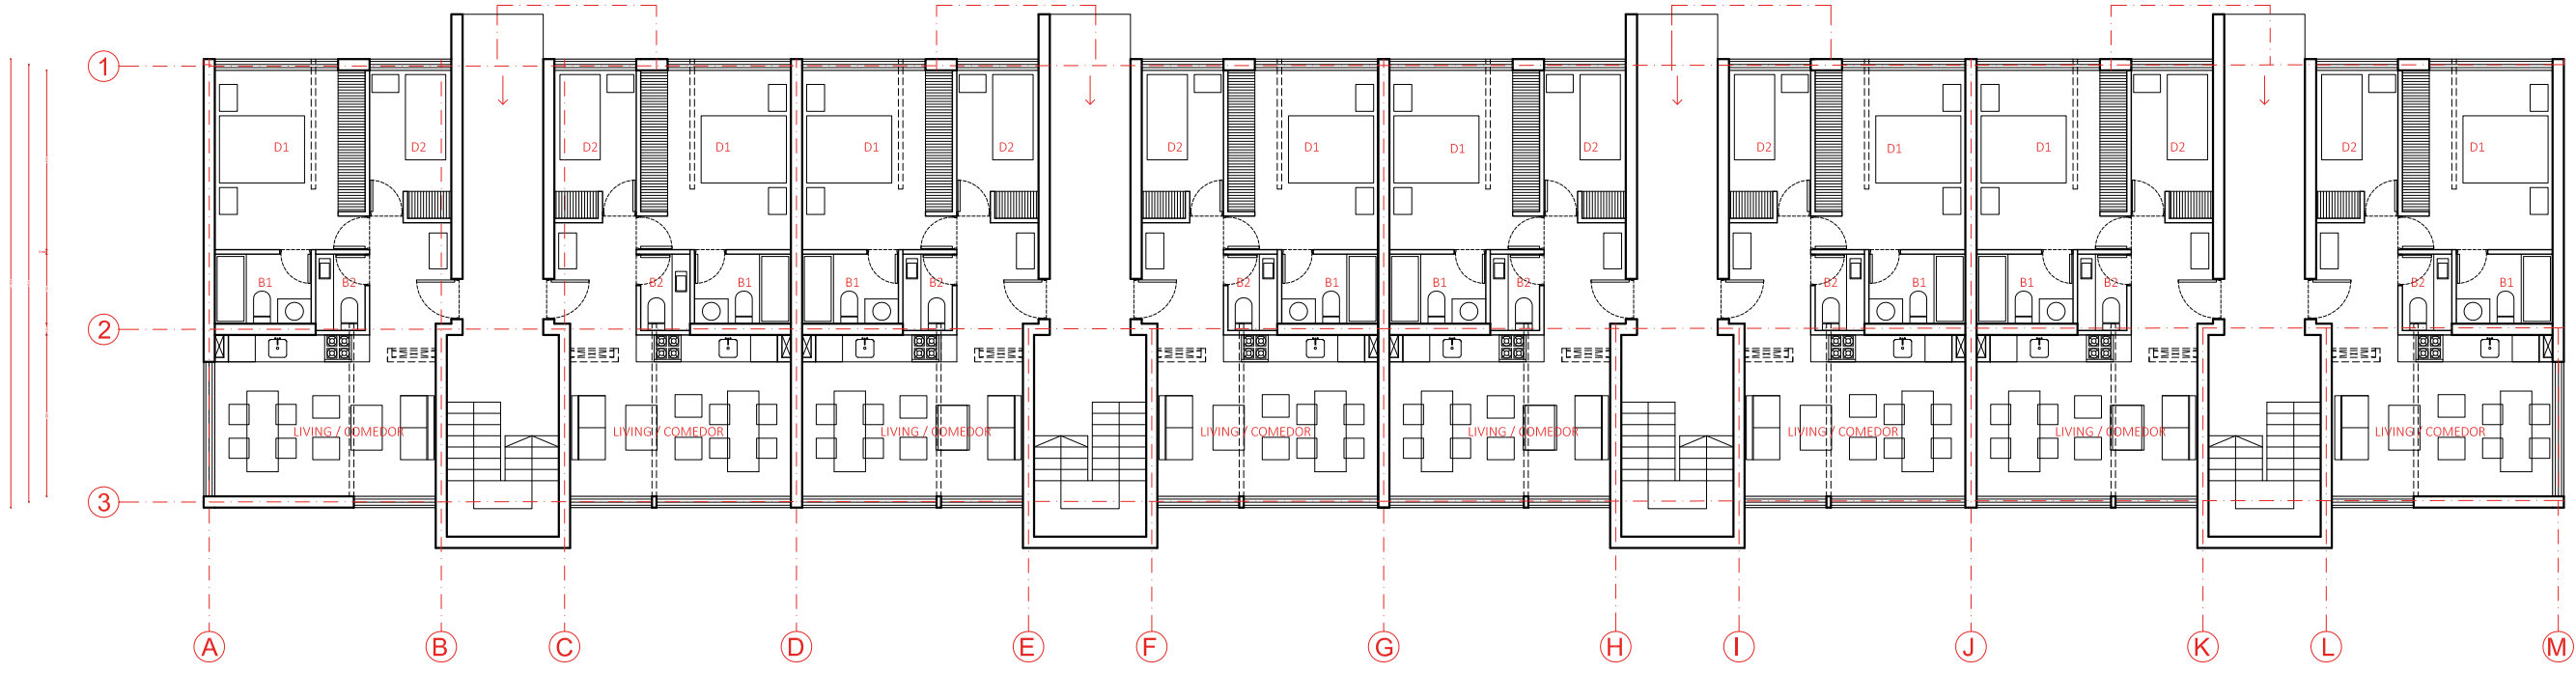 1
D1 D2 D2 D1 D1 D2 D2 D1 D1 D2 D2 D1 D1 D2 D2 D1
B1 B2 B2 B1 B1 B2 B2 B1 B1 B2 B2 B1 B1 B2 B2 B1
2
LIVING / COMEDOR LIVING / COMEDOR LIVING / COMEDOR LIVING / COMEDOR LIVING / COMEDOR LIVING / COMEDOR LIVING / COMEDOR LIVING / COMEDOR
3
A B C D E F G H I J K L M